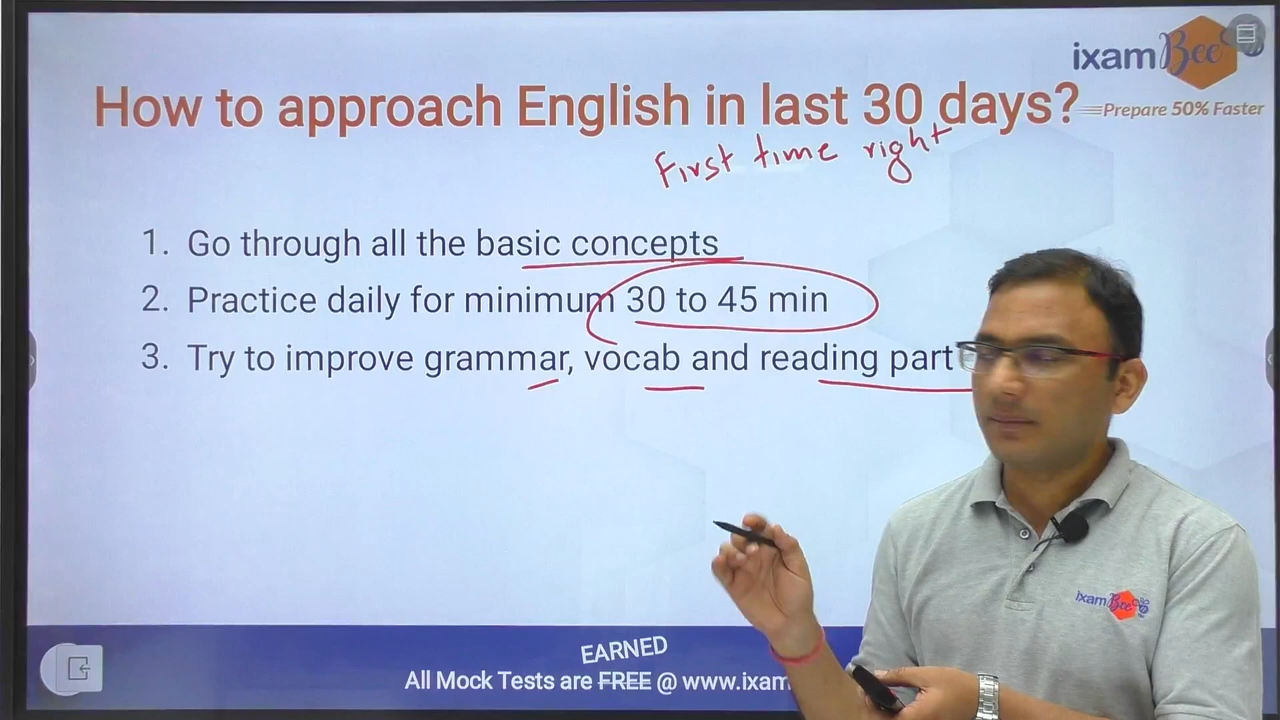 ixamBee
How to approach English in last 30 days?
Prepare 50% Faster
First time right
1. Go through all the basic concepts
2. Practice daily for minimum 30 to 45 min
3. Try to improve grammar, vocab and reading part
ixamBee
EARNED
All Mock Tests are FREE @ www.ixam